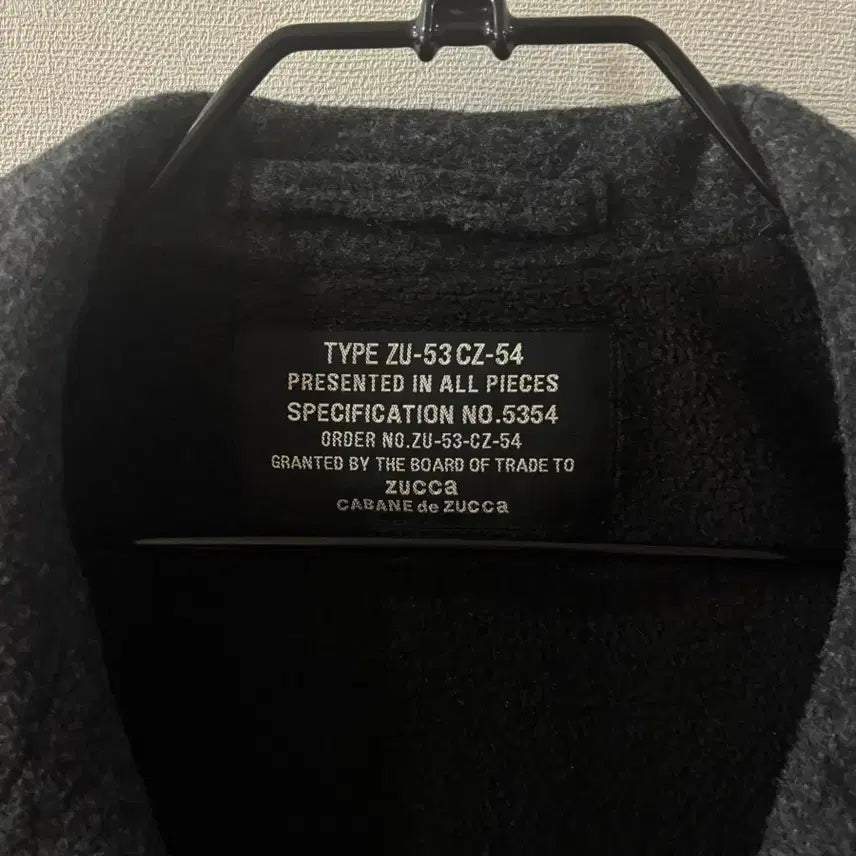 TYPE ZU-53 CZ-54
PRESENTED IN ALL PIECES
SPECIFICATION NO.5354
ORDER NO.ZU-53-CZ-54
GRANTED BY THE BOARD OF TRADE TO
ZUCCa
CABANE de ZUCCa